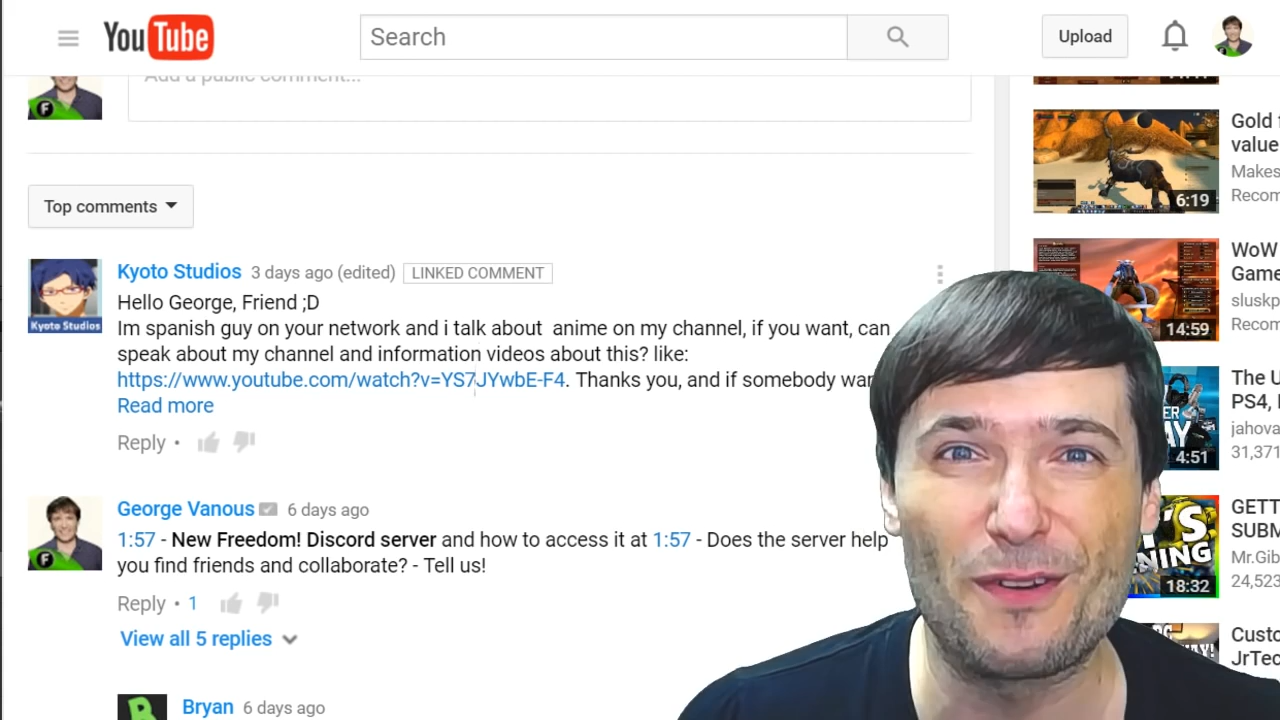 YouTube
Search
Upload
Add a public comment...
Top comments
Kyoto Studios 3 days ago (edited) LINKED COMMENT
Hello George, Friend ;D
Im spanish guy on your network and i talk about anime on my channel, if you want, can
speak about my channel and information videos about this? like:
https://www.youtube.com/watch?v=YS7JYwbE-F4. Thanks you, and if somebody wan
Read more
Kyoto Studios
Reply •
George Vanous 6 days ago
1:57 - New Freedom! Discord server and how to access it at 1:57 - Does the server help
you find friends and collaborate? - Tell us!
Reply • 1
View all 5 replies
Bryan 6 days ago
Gold f
value
Makes
Recom
6:19
WoW
Game
sluskp
Recom
14:59
The U
PS4, 
jahova
31,371
4:51
GETT
SUBM
Mr.Gib
24,523
18:32
Custo
JrTec